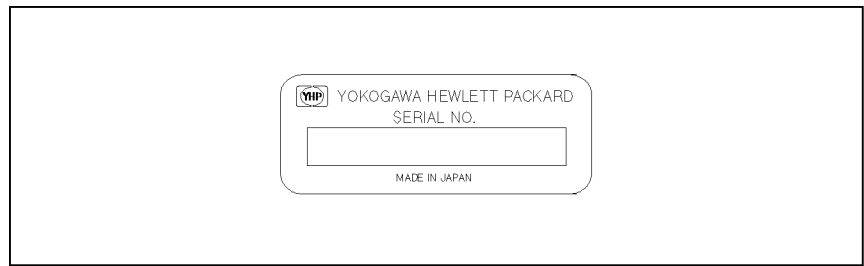 YHP YOKOGAWA HEWLETT PACKARD
SERIAL NO.
MADE IN JAPAN